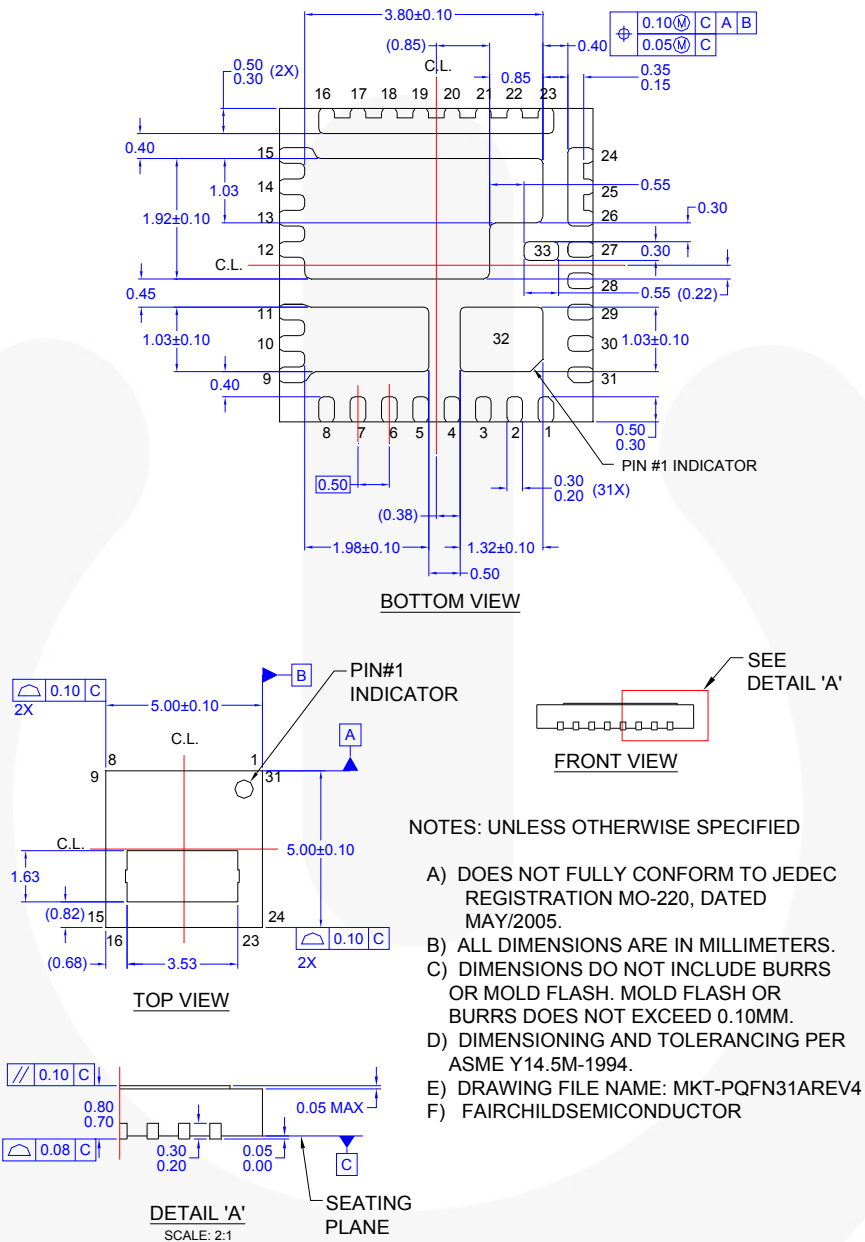 3.80±0.10
(0.85)
C.L.
0.85
0.40
0.10 Ⓜ C A B
0.05 Ⓜ C
0.50
0.30
(2X)
0.35
0.15
16 17 18 19 20 21 22 23
0.40
15
24
1.03
14
0.55
25
1.92±0.10
13
26
0.30
12
33
27
0.30
C.L.
28
0.45
0.55 (0.22)
11
29
1.03±0.10
10
32
30 1.03±0.10
9
31
0.40
8 7 6 5 4 3 2 1
0.50
0.30
PIN #1 INDICATOR
0.50
0.30
0.20
(31X)
(0.38)
1.98±0.10
1.32±0.10
0.50
BOTTOM VIEW
0.10 C
2X
B
PIN#1
INDICATOR
5.00±0.10
C.L.
A
8 1
9 31
C.L.
5.00±0.10
1.63
(0.82)
15 24
16 23
0.10 C
2X
(0.68)
3.53
TOP VIEW
SEE
DETAIL 'A'
FRONT VIEW
NOTES: UNLESS OTHERWISE SPECIFIED
A) DOES NOT FULLY CONFORM TO JEDEC
REGISTRATION MO-220, DATED
MAY/2005.
B) ALL DIMENSIONS ARE IN MILLIMETERS.
C) DIMENSIONS DO NOT INCLUDE BURRS
OR MOLD FLASH. MOLD FLASH OR
BURRS DOES NOT EXCEED 0.10MM.
D) DIMENSIONING AND TOLERANCING PER
ASME Y14.5M-1994.
E) DRAWING FILE NAME: MKT-PQFN31AREV4
F) FAIRCHILDSEMICONDUCTOR
// 0.10 C
0.80
0.70
0.05 MAX
0.08 C
0.30
0.20
0.05
0.00
C
DETAIL 'A'
SCALE: 2:1
SEATING
PLANE